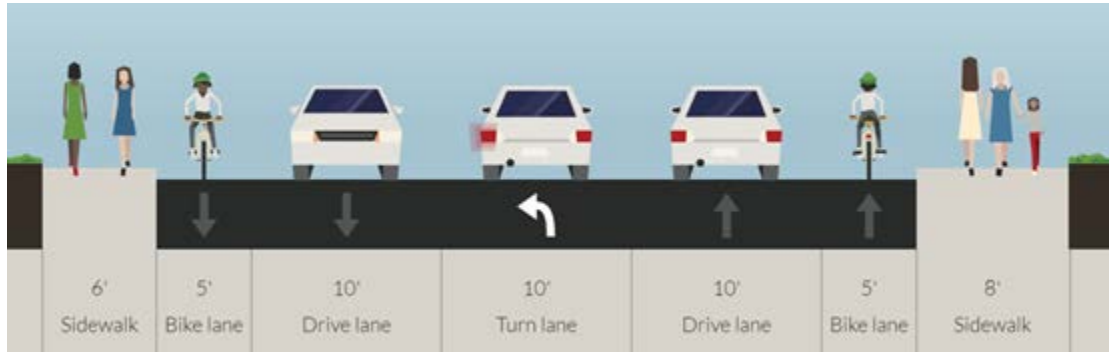 6' 5' 10' 10' 10' 5' 8'
Sidewalk Bike lane Drive lane Turn lane Drive lane Bike lane Sidewalk